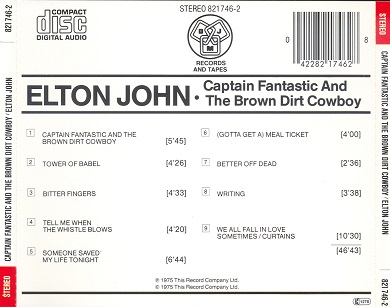 COMPACT
disc
DIGITAL AUDIO
STEREO 821746-2
DJM
RECORDS
AND TAPES
0
42282 17462
8
ELTON JOHN • Captain Fantastic And
The Brown Dirt Cowboy
1 CAPTAIN FANTASTIC AND THE
BROWN DIRT COWBOY [5'45]
2 TOWER OF BABEL [4'26]
3 BITTER FINGERS [4'33]
4 TELL ME WHEN
THE WHISTLE BLOWS [4'20]
5 SOMEONE SAVED
MY LIFE TONIGHT [6'44]
6 (GOTTA GET A) MEAL TICKET [4'00]
7 BETTER OFF DEAD [2'36]
8 WRITING [3'38]
9 WE ALL FALL IN LOVE
SOMETIMES / CURTAINS [10'30]
[46'43]
℗ 1975 This Record Company Ltd.
© 1975 This Record Company Ltd.
821 746-2
CAPTAIN FANTASTIC AND THE BROWN DIRT COWBOY / ELTON JOHN
STEREO
STEREO
CAPTAIN FANTASTIC AND THE BROWN DIRT COWBOY / ELTON JOHN
821 746-2